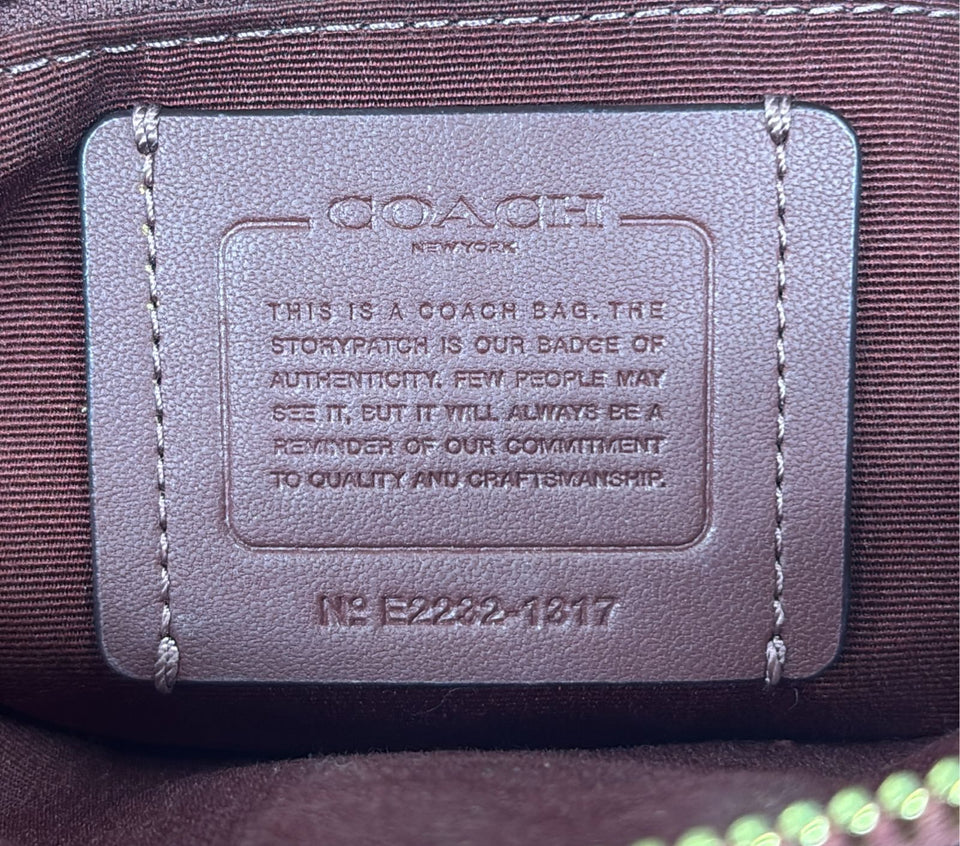 COACH
NEW YORK
THIS IS A COACH BAG. THE
STORYPATCH IS OUR BADGE OF
AUTHENTICITY. FEW PEOPLE MAY
SEE IT, BUT IT WILL ALWAYS BE A
REMINDER OF OUR COMMITMENT
TO QUALITY AND CRAFTSMANSHIP.
Nº E2232-1317